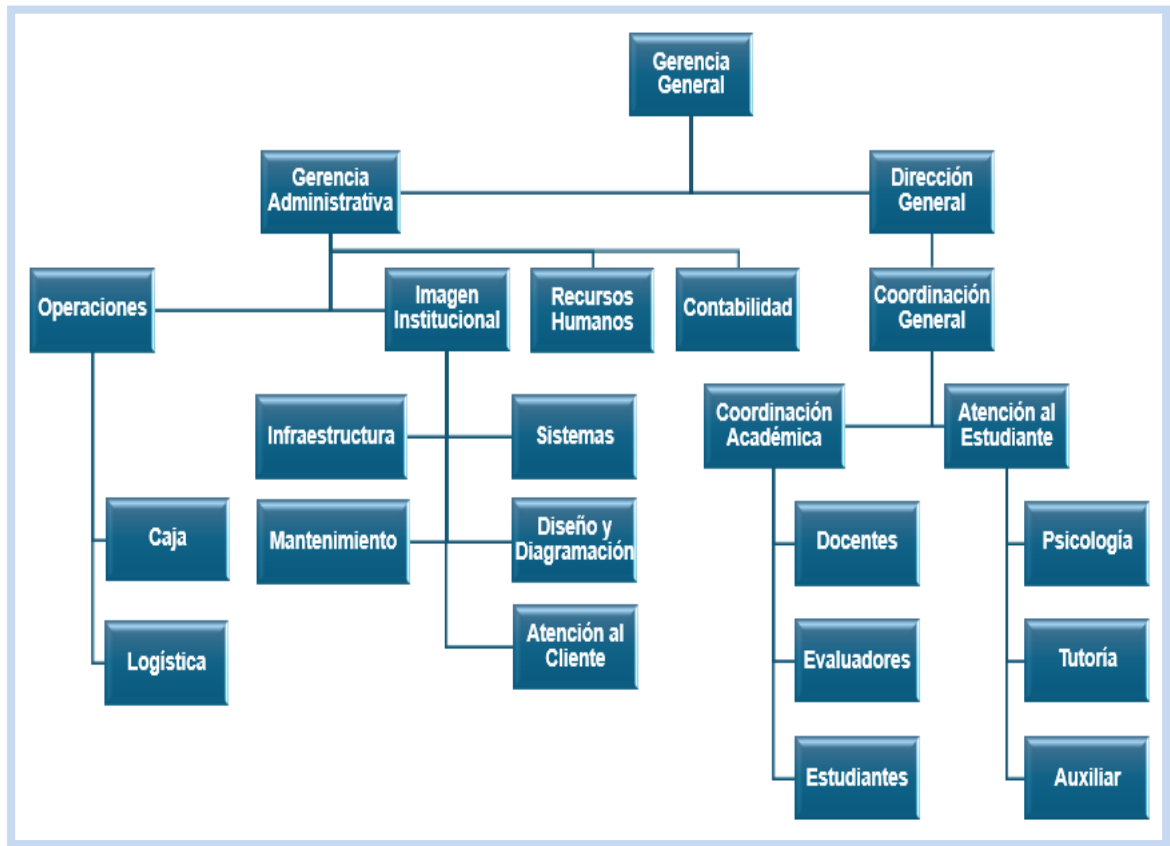 Gerencia
General
Gerencia
Administrativa
Dirección
General
Operaciones
Imagen
Institucional
Recursos
Humanos
Contabilidad
Coordinación
General
Infraestructura
Sistemas
Coordinación
Académica
Atención al
Estudiante
Caja
Mantenimiento
Diseño y
Diagramación
Docentes
Psicología
Logística
Atención al
Cliente
Evaluadores
Tutoría
Estudiantes
Auxiliar